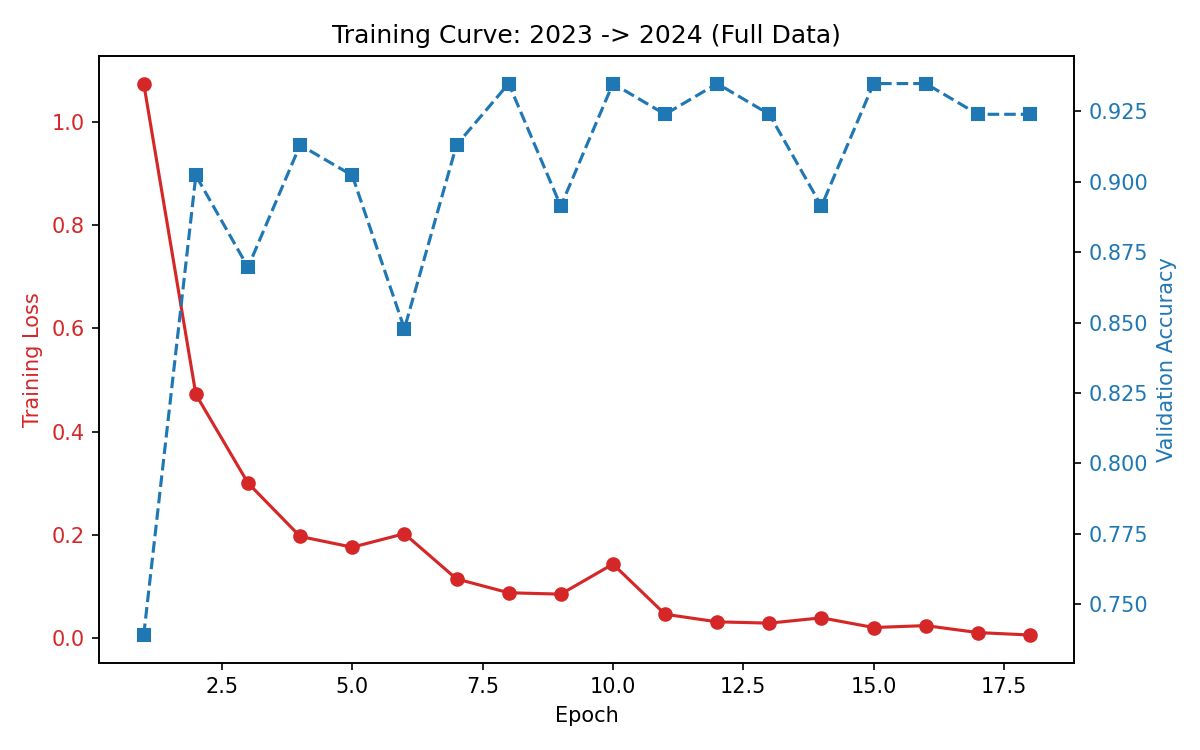 Training Curve: 2023 -> 2024 (Full Data)
Training Loss
1.0
0.8
0.6
0.4
0.2
0.0
0.925
0.900
0.875
0.850
0.825
0.800
0.775
0.750
Validation Accuracy
2.5 5.0 7.5 10.0 12.5 15.0 17.5
Epoch